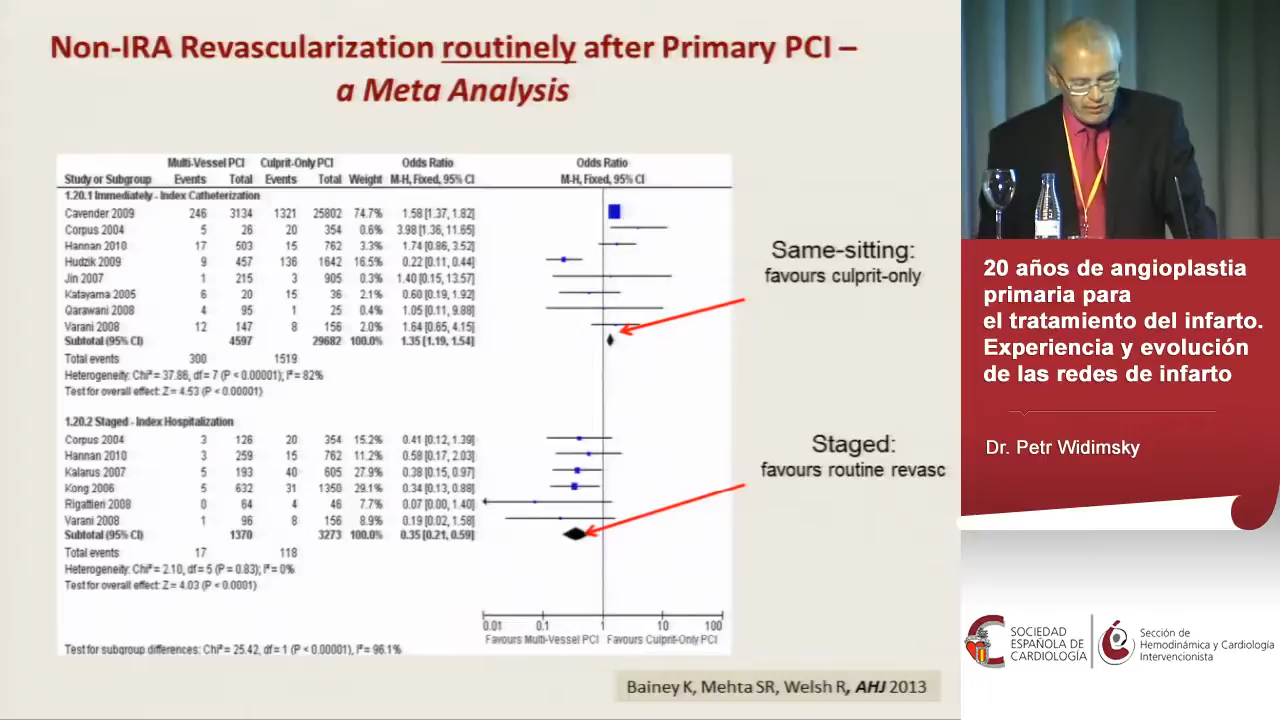 Non-IRA Revascularization routinely after Primary PCI –
a Meta Analysis
Multi-Vessel PCI Culprit-Only PCI Odds Ratio Odds Ratio
Study or Subgroup Events Total Events Total Weight M-H, Fixed, 95% CI M-H, Fixed, 95% CI
1.20.1 Immediately - Index Catheterization
Cavender 2009 246 3134 1321 25802 74.7% 1.58 [1.37, 1.82]
Corpus 2004 5 26 20 354 0.6% 3.98 [1.36, 11.65]
Hannan 2010 17 503 15 762 3.3% 1.74 [0.86, 3.52]
Hudzik 2009 9 457 136 1642 16.5% 0.22 [0.11, 0.44]
Jin 2007 1 215 3 905 0.3% 1.40 [0.15, 13.57]
Katayama 2005 6 20 15 36 2.1% 0.60 [0.19, 1.92]
Qarawani 2008 4 95 1 25 0.4% 1.05 [0.11, 9.88]
Varani 2008 12 147 8 156 2.0% 1.64 [0.65, 4.15]
Subtotal (95% CI) 4597 29682 100.0% 1.35 [1.19, 1.54]
Total events 300 1519
Heterogeneity: Chi² = 37.86, df = 7 (P < 0.00001); I² = 82%
Test for overall effect: Z = 4.53 (P < 0.00001)
1.20.2 Staged - Index Hospitalization
Corpus 2004 3 126 20 354 15.2% 0.41 [0.12, 1.39]
Hannan 2010 3 259 15 762 11.2% 0.58 [0.17, 2.03]
Kalarus 2007 5 193 40 605 27.9% 0.38 [0.15, 0.97]
Kong 2006 5 632 31 1350 29.1% 0.34 [0.13, 0.88]
Rigattieri 2008 0 64 4 46 7.7% 0.07 [0.00, 1.40]
Varani 2008 1 96 8 156 8.9% 0.19 [0.02, 1.58]
Subtotal (95% CI) 1370 3273 100.0% 0.35 [0.21, 0.59]
Total events 17 118
Heterogeneity: Chi² = 2.10, df = 5 (P = 0.83); I² = 0%
Test for overall effect: Z = 4.03 (P < 0.0001)
0.01 0.1 1 10 100
Favours Multi-Vessel PCI Favours Culprit-Only PCI
Test for subgroup differences: Chi² = 25.42, df = 1 (P < 0.00001), I² = 96.1%
Same-sitting:
favours culprit-only
Staged:
favours routine revasc
Bainey K, Mehta SR, Welsh R, AHJ 2013
20 años de angioplastia
primaria para
el tratamiento del infarto.
Experiencia y evolución
de las redes de infarto
Dr. Petr Widimsky
SOCIEDAD
ESPAÑOLA DE
CARDIOLOGÍA
Sección de
Hemodinámica y Cardiología
Intervencionista